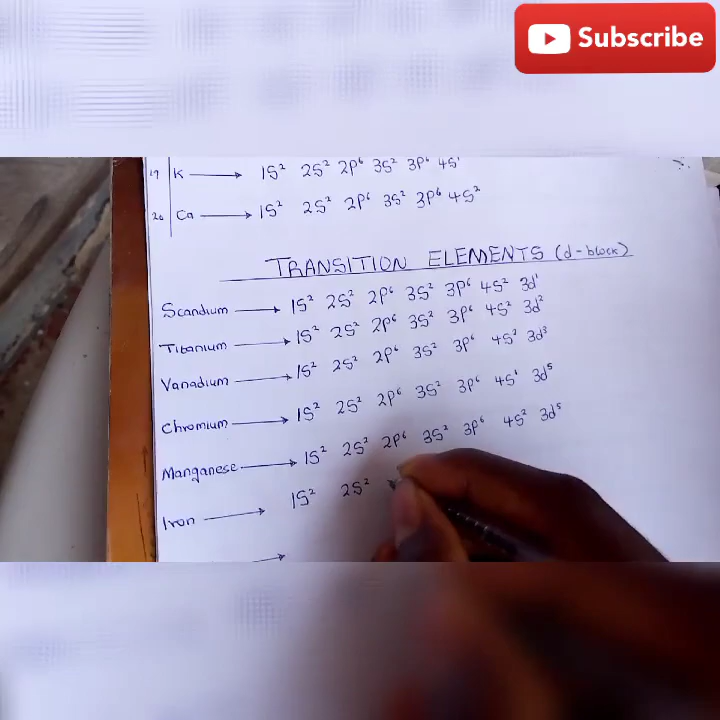 Subscribe
19 K → 1S² 2S² 2P⁶ 3S² 3P⁶ 4S¹
20 Ca → 1S² 2S² 2P⁶ 3S² 3P⁶ 4S²
TRANSITION ELEMENTS (d-block)
Scandium → 1S² 2S² 2P⁶ 3S² 3P⁶ 4S² 3d¹
Titanium → 1S² 2S² 2P⁶ 3S² 3P⁶ 4S² 3d²
Vanadium → 1S² 2S² 2P⁶ 3S² 3P⁶ 4S² 3d³
Chromium → 1S² 2S² 2P⁶ 3S² 3P⁶ 4S¹ 3d⁵
Manganese → 1S² 2S² 2P⁶ 3S² 3P⁶ 4S² 3d⁵
Iron → 1S² 2S²